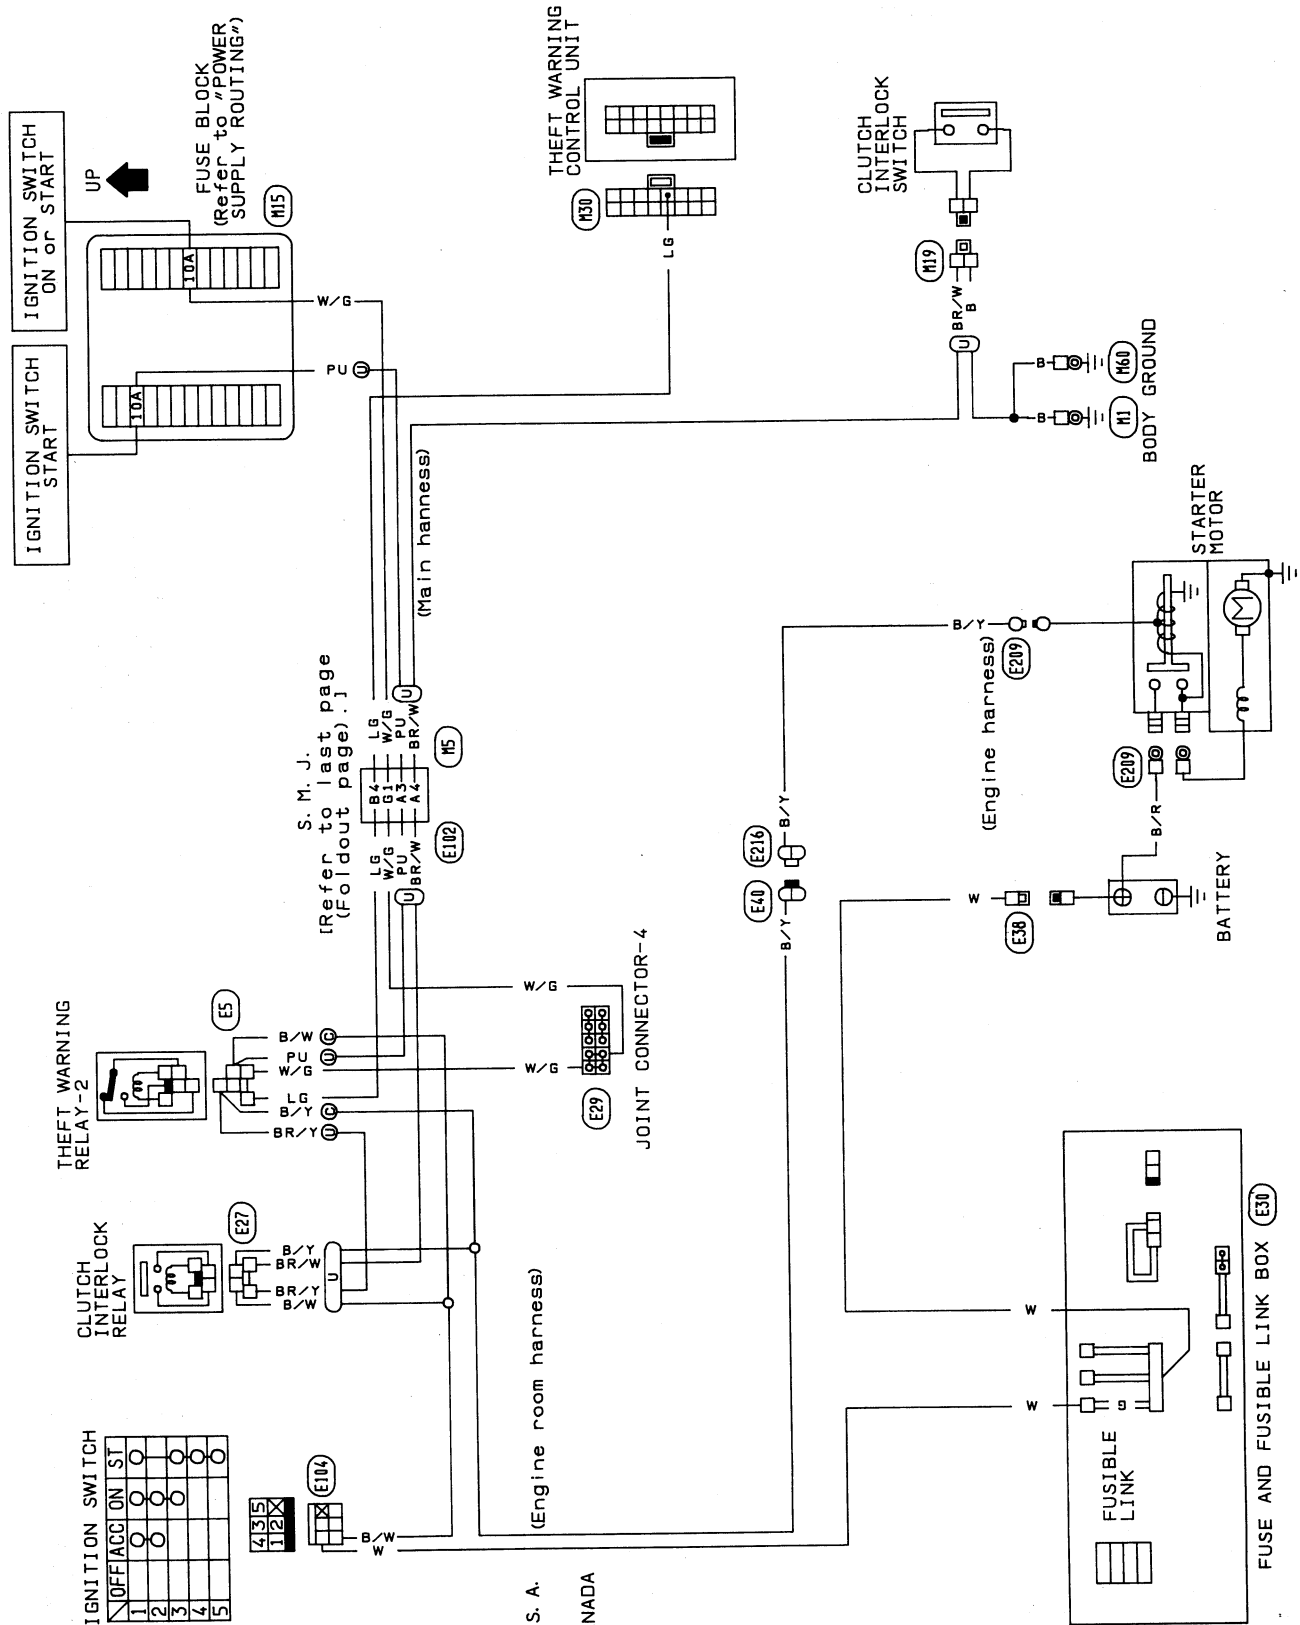 IGNITION SWITCH
ON or START
IGNITION SWITCH
START
UP
FUSE BLOCK
(Refer to "POWER
SUPPLY ROUTING")
M15
10A
10A
W/G
PU
U
THEFT WARNING
CONTROL UNIT
M30
LG
CLUTCH
INTERLOCK
SWITCH
M19
BR/W
B
U
B
M60
B
M1
BODY GROUND
(Main hanness)
S. M. J.
[Refer to last page
(Foldout page).]
LG
W/G
PU
BR/W
U
M5
B4
G1
A3
A4
LG
W/G
PU
BR/W
U
E102
THEFT WARNING
RELAY-2
E5
B/W
C
PU
U
W/G
LG
B/Y
C
BR/Y
U
W/G
W/G
E29
JOINT CONNECTOR-4
CLUTCH
INTERLOCK
RELAY
E27
B/Y
BR/W
BR/Y
B/W
U
IGNITION SWITCH
OFF ACC ON ST
1
2
3
4
5
4 3 5
1 2
E104
B/W
W
(Engine room harness)
S. A.
NADA
B/Y
E40
E216
B/Y
B/Y
(Engine harness)
E209
STARTER
MOTOR
M
E209
B/R
BATTERY
W
E38
W
W
G
FUSIBLE
LINK
FUSE AND FUSIBLE LINK BOX
E30